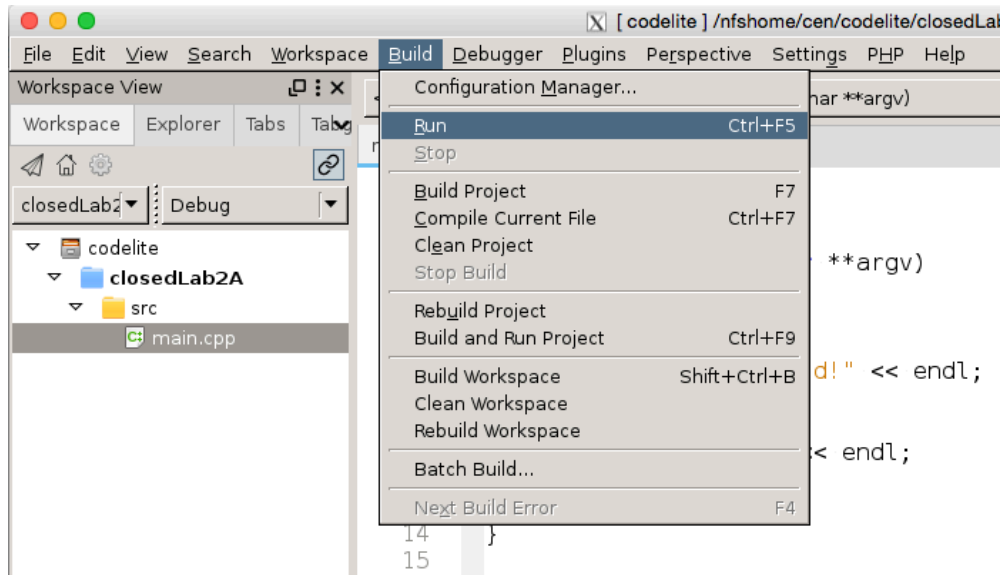 [ codelite ] /nfshome/cen/codelite/closedLab
File Edit View Search Workspace Build Debugger Plugins Perspective Settings PHP Help
Workspace View
Workspace Explorer Tabs
closedLab2 Debug
codelite
closedLab2A
src
main.cpp
Configuration Manager...
Run Ctrl+F5
Stop
Build Project F7
Compile Current File Ctrl+F7
Clean Project
Stop Build
Rebuild Project
Build and Run Project Ctrl+F9
Build Workspace Shift+Ctrl+B
Clean Workspace
Rebuild Workspace
Batch Build...
Next Build Error F4
har **argv)
**argv)
d!" << endl;
< endl;
14 }
15